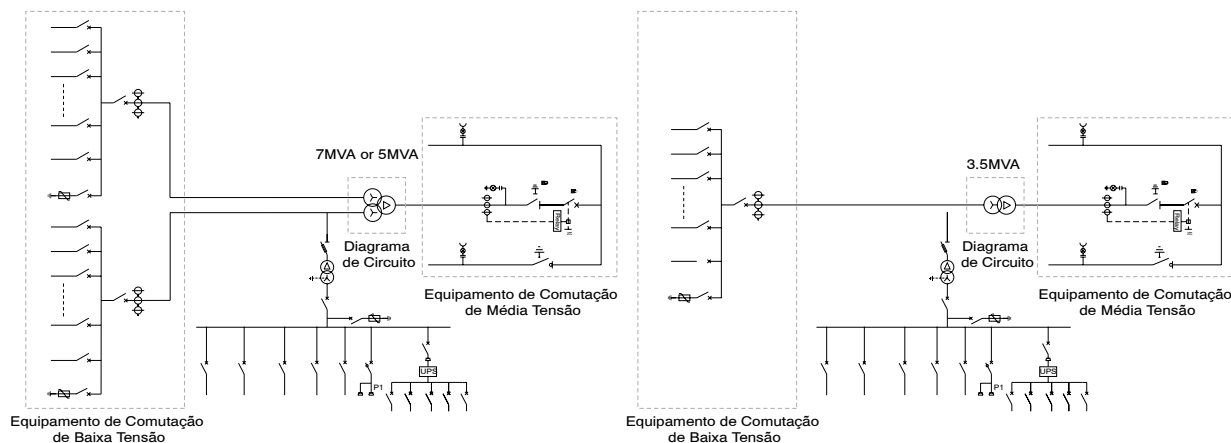 7MVA or 5MVA
Relay
Diagrama
de Circuito
Equipamento de Comutação
de Média Tensão
P1
UPS
Equipamento de Comutação
de Baixa Tensão
3.5MVA
Relay
Diagrama
de Circuito
Equipamento de Comutação
de Média Tensão
P1
UPS
Equipamento de Comutação
de Baixa Tensão